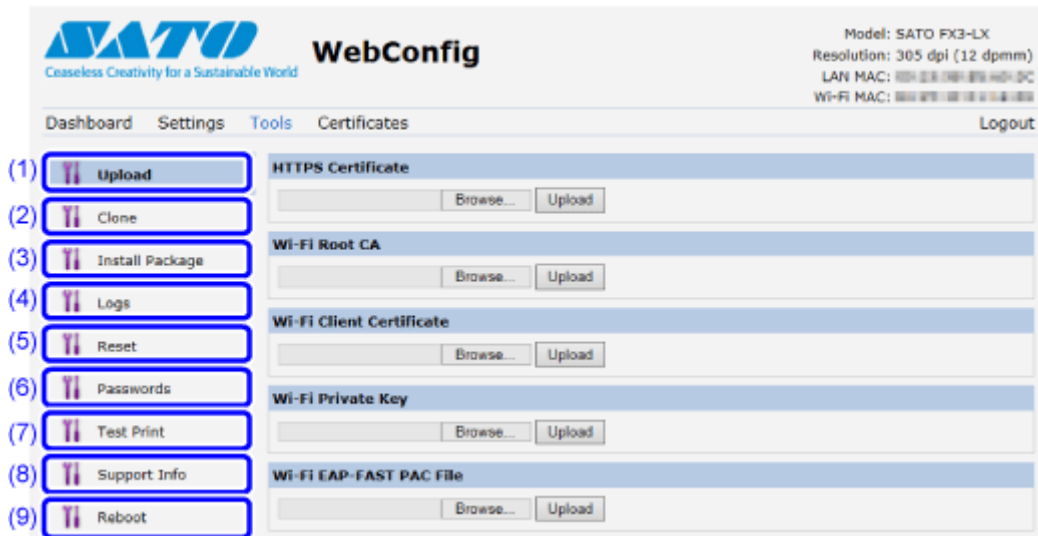 SATO
Ceaseless Creativity for a Sustainable World
WebConfig
Model: SATO FX3-LX
Resolution: 305 dpi (12 dpmm)
LAN MAC:
Wi-Fi MAC:
Dashboard Settings Tools Certificates Logout
(1) Upload
(2) Clone
(3) Install Package
(4) Logs
(5) Reset
(6) Passwords
(7) Test Print
(8) Support Info
(9) Reboot
HTTPS Certificate
Browse... Upload
Wi-Fi Root CA
Browse... Upload
Wi-Fi Client Certificate
Browse... Upload
Wi-Fi Private Key
Browse... Upload
Wi-Fi EAP-FAST PAC File
Browse... Upload